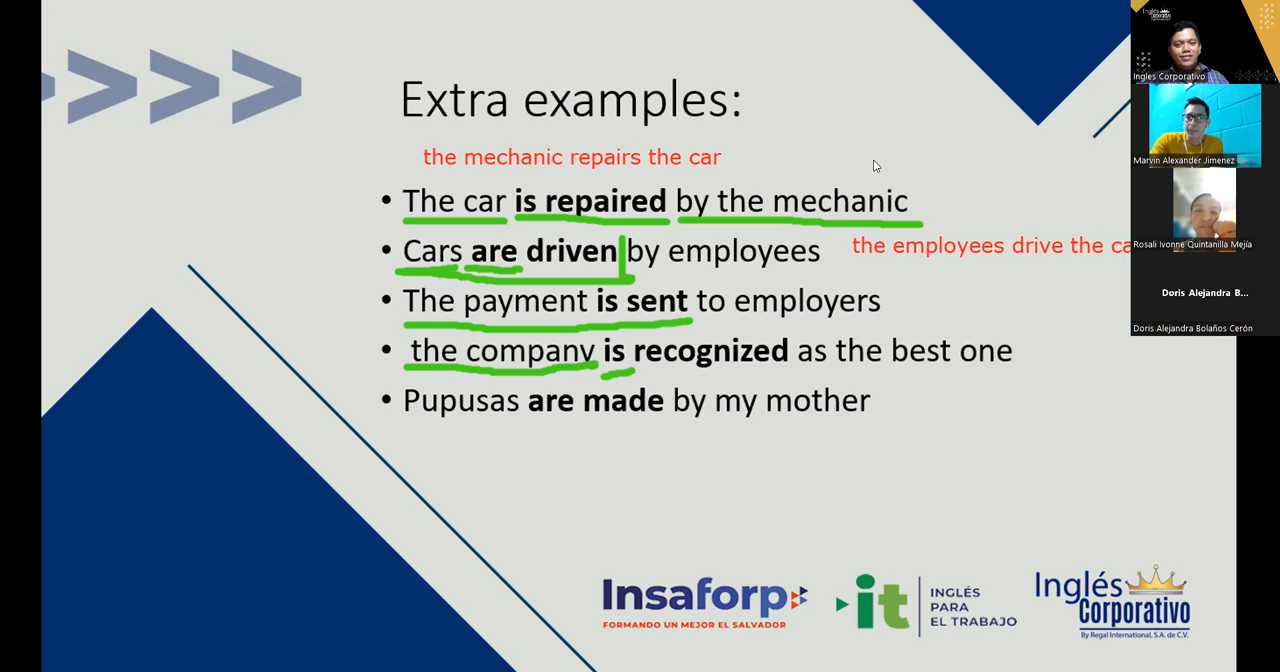 Extra examples:
the mechanic repairs the car
• The car is repaired by the mechanic
• Cars are driven by employees
the employees drive the ca
• The payment is sent to employers
• the company is recognized as the best one
• Pupusas are made by my mother
Insaforp
FORMANDO UN MEJOR EL SALVADOR
it
INGLÉS
PARA
EL TRABAJO
Inglés
Corporativo
By Regal International, S.A. de C.V.
Inglés
Corporativo
Ingles Corporativo
Marvin Alexander Jimenez
Rosali Ivonne Quintanilla Mejía
Doris Alejandra B...
Doris Alejandra Bolaños Cerón